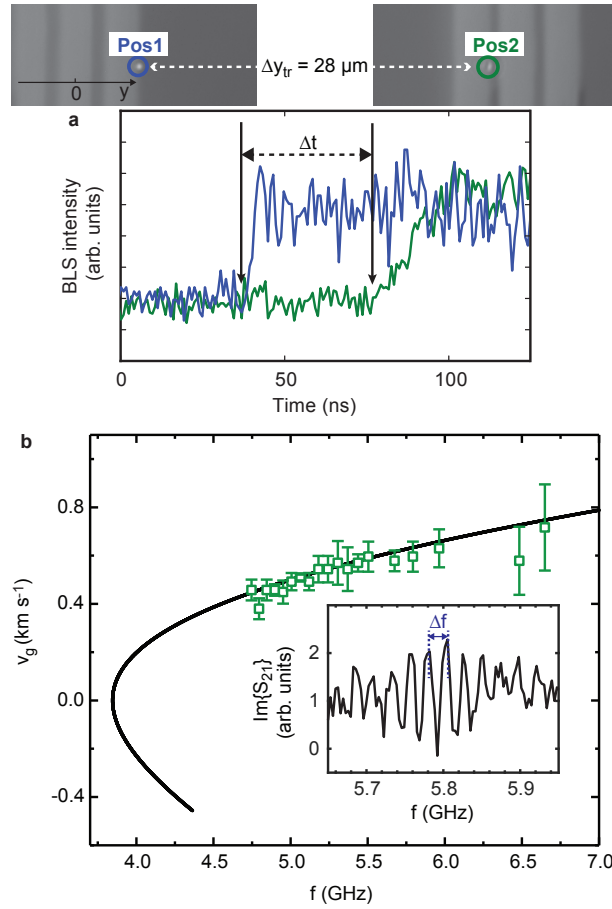 Pos1
Δy_tr = 28 μm
Pos2
0
y
a
Δt
BLS intensity
(arb. units)
0
50
100
Time (ns)
b
0.8
0.4
0.0
-0.4
v_g (km s⁻¹)
Δf
2
1
0
Im{S₂₁}
(arb. units)
5.7
5.8
5.9
f (GHz)
4.0
4.5
5.0
5.5
6.0
6.5
7.0
f (GHz)